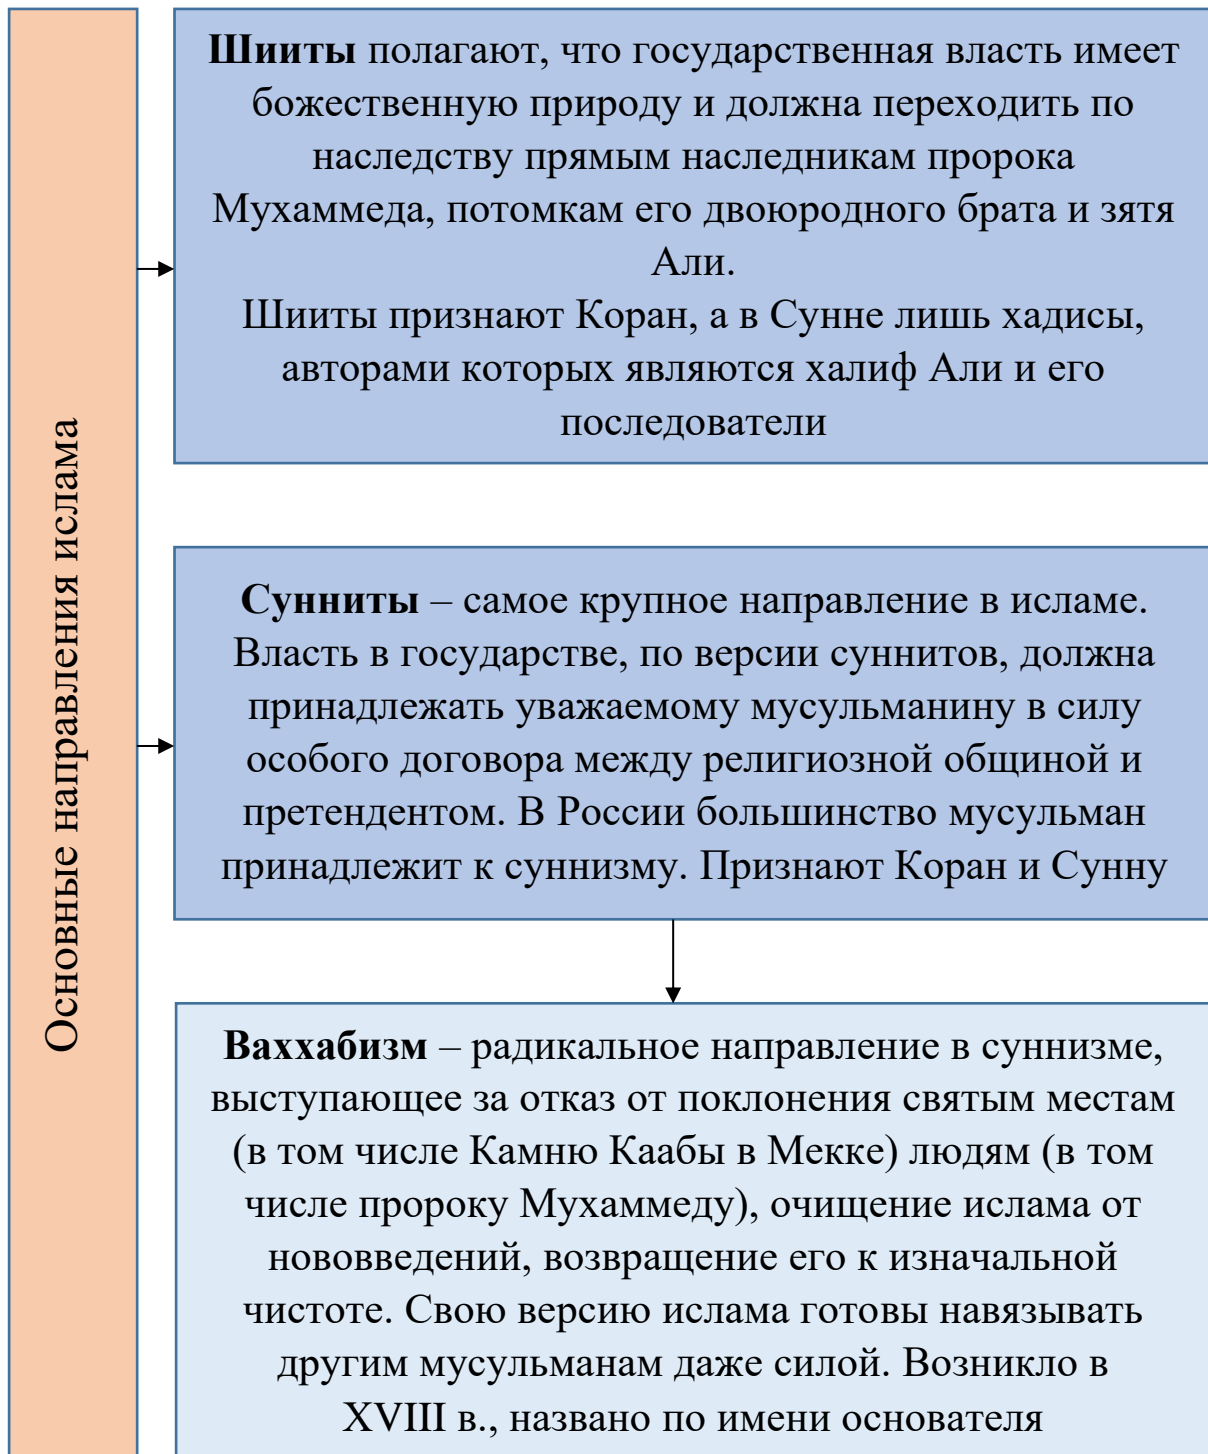 Основные направления ислама
Шииты полагают, что государственная власть имеет
божественную природу и должна переходить по
наследству прямым наследникам пророка
Мухаммеда, потомкам его двоюродного брата и зятя
Али.
Шииты признают Коран, а в Сунне лишь хадисы,
авторами которых являются халиф Али и его
последователи
Сунниты – самое крупное направление в исламе.
Власть в государстве, по версии суннитов, должна
принадлежать уважаемому мусульманину в силу
особого договора между религиозной общиной и
претендентом. В России большинство мусульман
принадлежит к суннизму. Признают Коран и Сунну
Ваххабизм – радикальное направление в суннизме,
выступающее за отказ от поклонения святым местам
(в том числе Камню Каабы в Мекке) людям (в том
числе пророку Мухаммеду), очищение ислама от
нововведений, возвращение его к изначальной
чистоте. Свою версию ислама готовы навязывать
другим мусульманам даже силой. Возникло в
XVIII в., названо по имени основателя